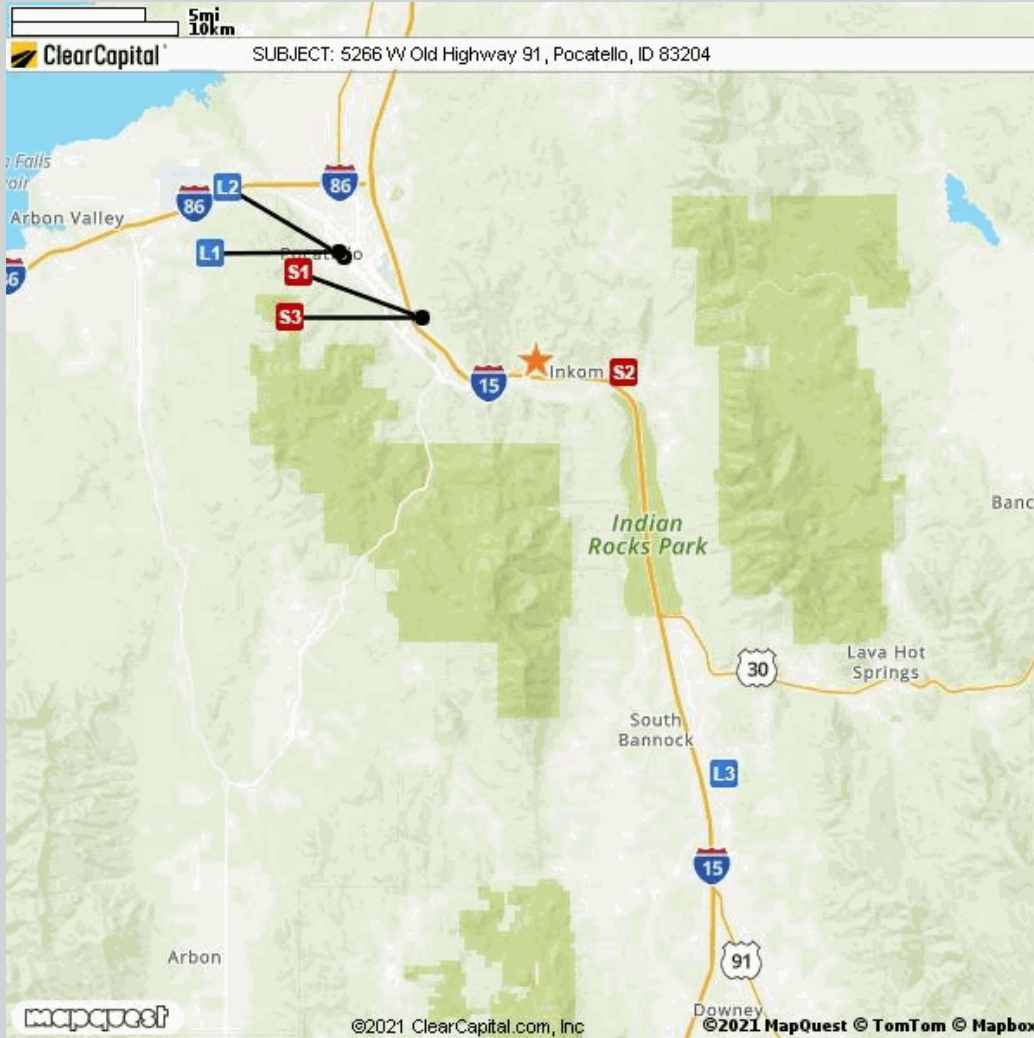 5mi
10km
ClearCapital
SUBJECT: 5266 W Old Highway 91, Pocatello, ID 83204
Falls
86
L2
86
Arbon Valley
L1
S1
S3
15
Inkom
S2
Indian
Rocks Park
30
Lava Hot
Springs
South
Bannock
L3
15
Arbon
91
Downey
mapquest
©2021 ClearCapital.com, Inc
©2021 MapQuest © TomTom © Mapbox